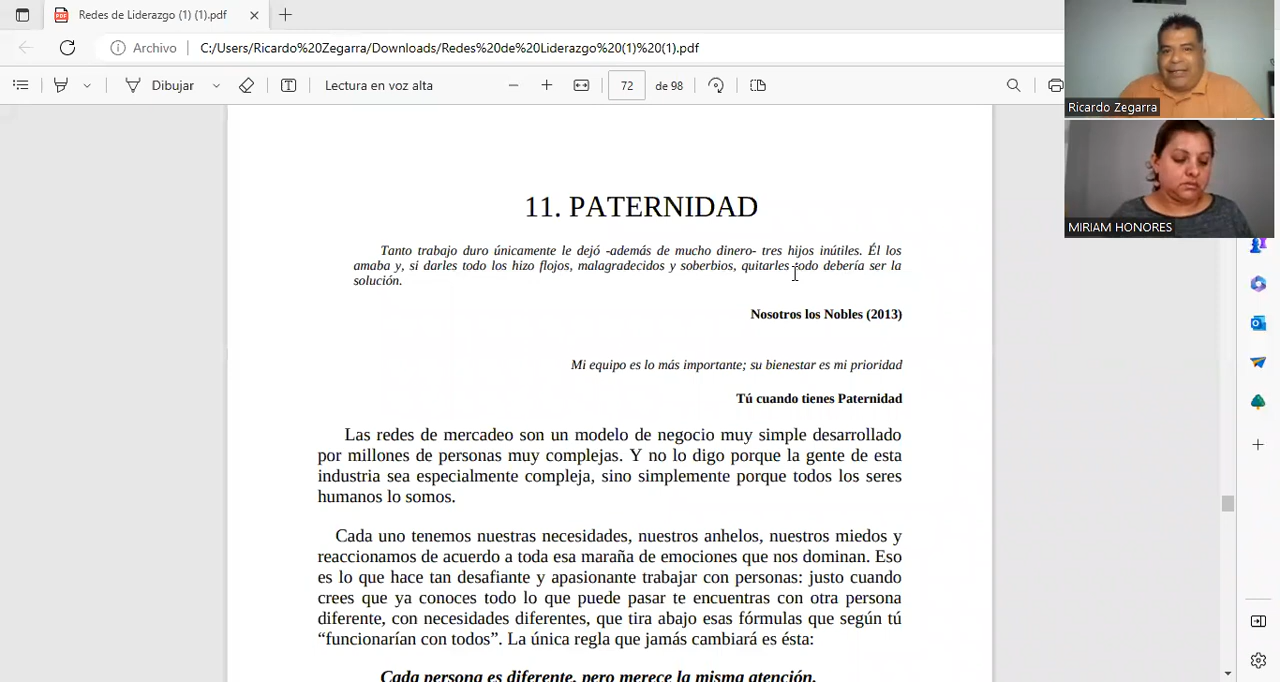 Redes de Liderazgo (1) (1).pdf
Archivo
C:/Users/Ricardo%20Zegarra/Downloads/Redes%20de%20Liderazgo%20(1)%20(1).pdf
Dibujar
Lectura en voz alta
72 de 98
Ricardo Zegarra
MIRIAM HONORES
11. PATERNIDAD
Tanto trabajo duro únicamente le dejó -además de mucho dinero- tres hijos inútiles. Él los
amaba y, si darles todo los hizo flojos, malagradecidos y soberbios, quitarles todo debería ser la
solución.
Nosotros los Nobles (2013)
Mi equipo es lo más importante; su bienestar es mi prioridad
Tú cuando tienes Paternidad
Las redes de mercadeo son un modelo de negocio muy simple desarrollado
por millones de personas muy complejas. Y no lo digo porque la gente de esta
industria sea especialmente compleja, sino simplemente porque todos los seres
humanos lo somos.
Cada uno tenemos nuestras necesidades, nuestros anhelos, nuestros miedos y
reaccionamos de acuerdo a toda esa maraña de emociones que nos dominan. Eso
es lo que hace tan desafiante y apasionante trabajar con personas: justo cuando
crees que ya conoces todo lo que puede pasar te encuentras con otra persona
diferente, con necesidades diferentes, que tira abajo esas fórmulas que según tú
“funcionarían con todos”. La única regla que jamás cambiará es ésta:
Cada persona es diferente, pero merece la misma atención.